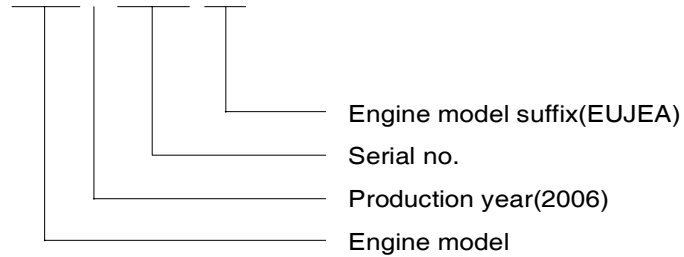 Engine model suffix(EUJEA)
Serial no.
Production year(2006)
Engine model